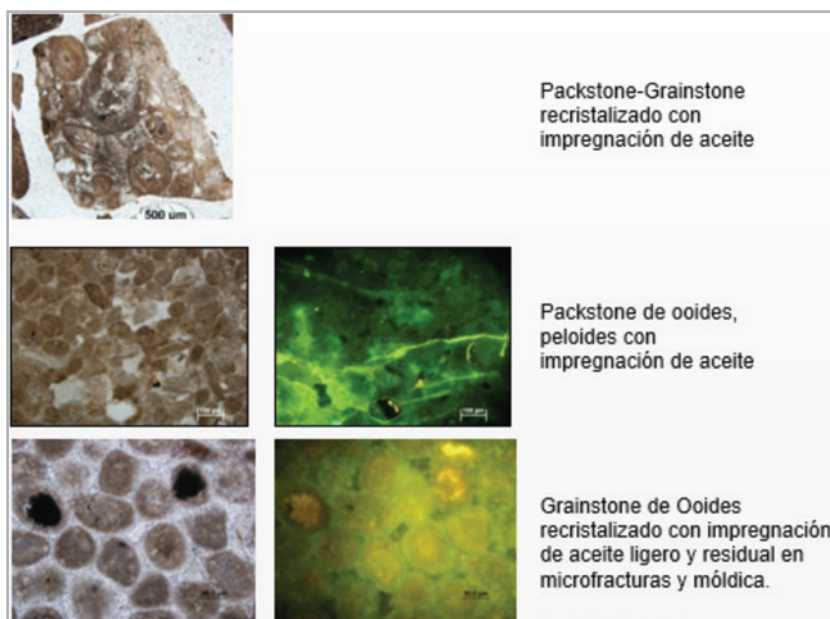 Packstone-Grainstone
recristalizado con
impregnación de aceite
500 µm
Packstone de ooides,
peloides con
impregnación de aceite
Grainstone de Ooides
recristalizado con impregnación
de aceite ligero y residual en
microfracturas y móldica.